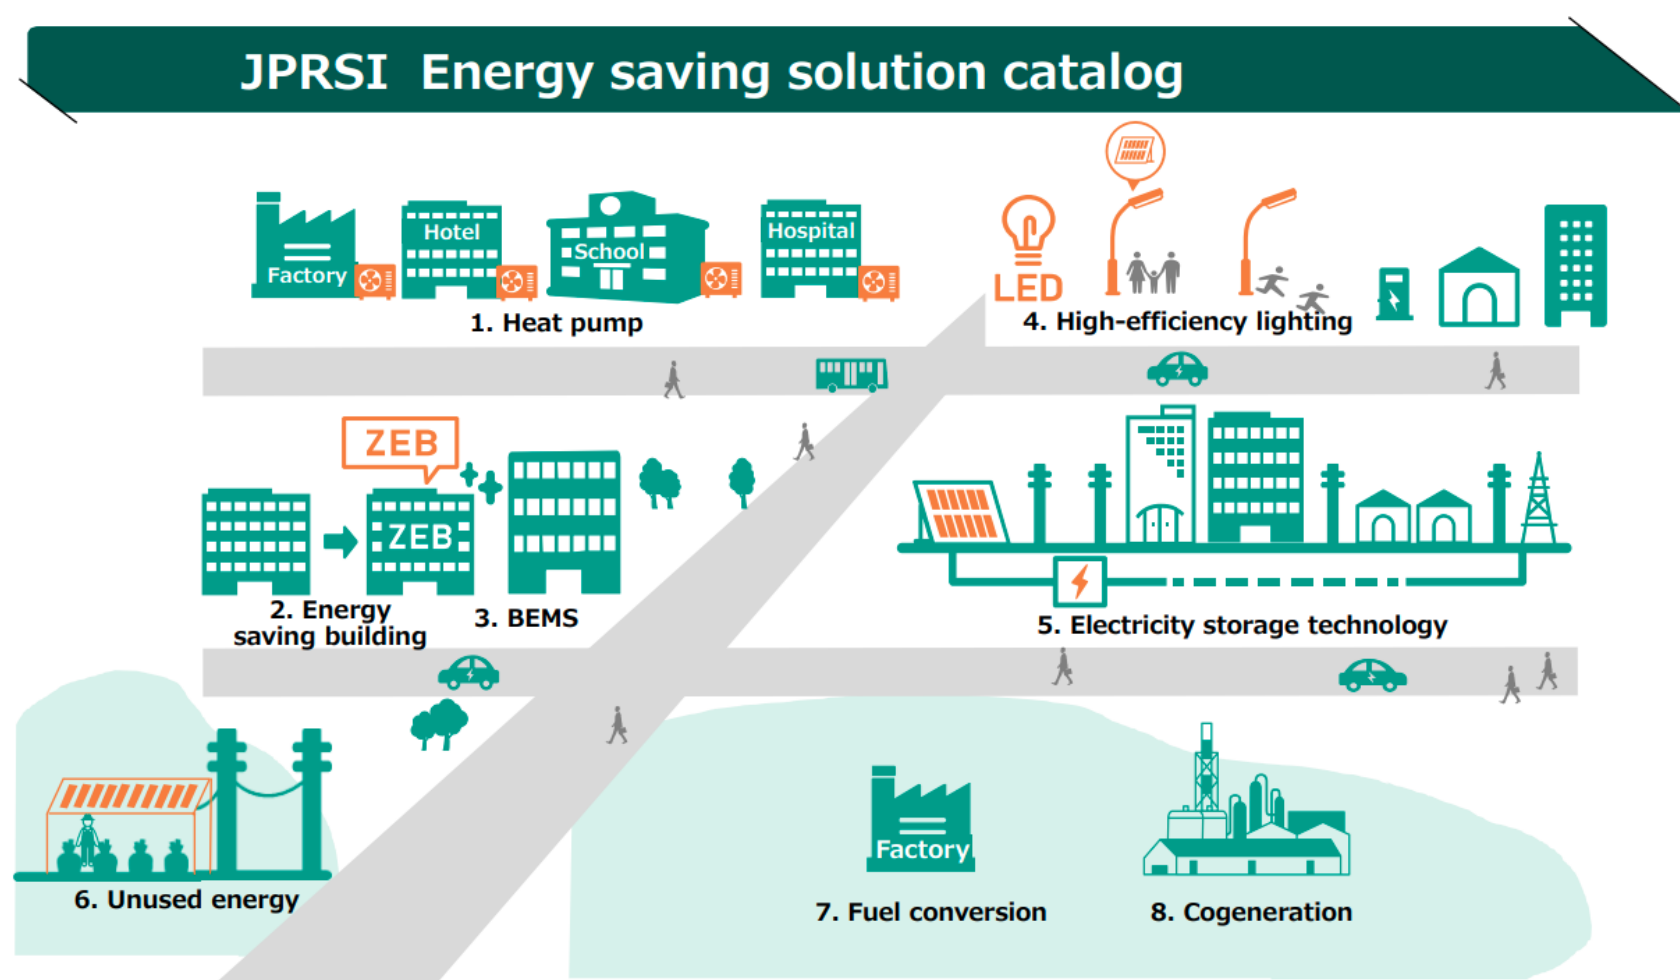 JPRSI Energy saving solution catalog
Factory
Hotel
School
Hospital
1. Heat pump
LED
4. High-efficiency lighting
ZEB
ZEB
2. Energy
saving building
3. BEMS
5. Electricity storage technology
6. Unused energy
Factory
7. Fuel conversion
8. Cogeneration